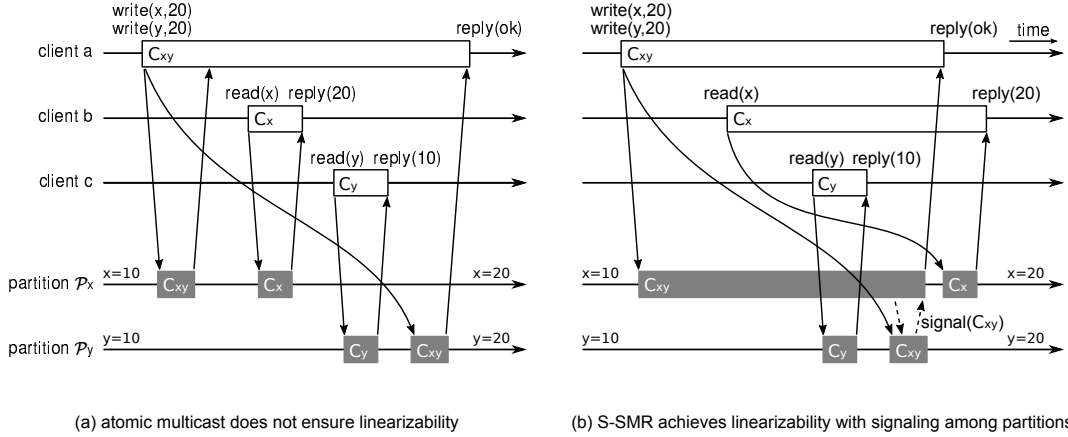 write(x,20)
write(y,20)
reply(ok)
client a
Cxy
read(x) reply(20)
client b
Cx
read(y) reply(10)
client c
Cy
x=10
x=20
partition Px
Cxy
Cx
y=10
y=20
partition Py
Cy
Cxy
(a) atomic multicast does not ensure linearizability
write(x,20)
write(y,20)
reply(ok)
time
Cxy
read(x)
reply(20)
Cx
read(y) reply(10)
Cy
x=10
x=20
Cxy
Cx
signal(Cxy)
y=10
y=20
Cy
Cxy
(b) S-SMR achieves linearizability with signaling among partitions